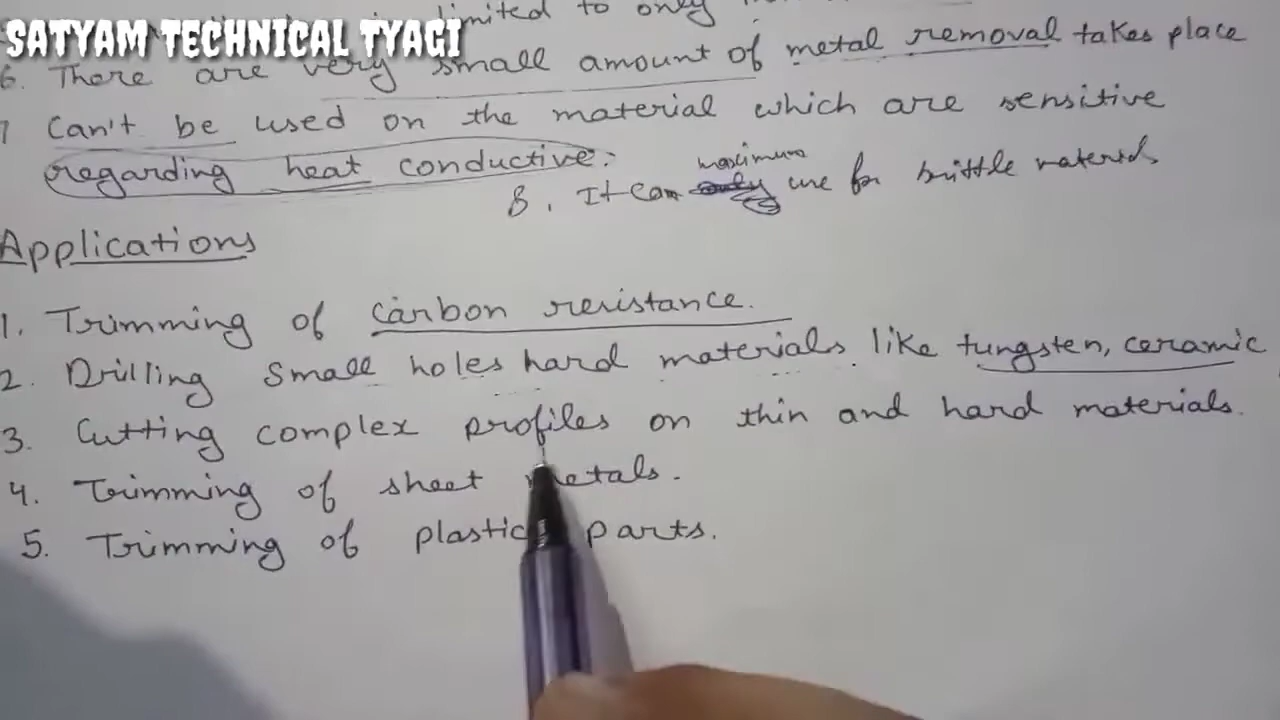 limited to only
SATYAM TECHNICAL TYAGI
6. There are very small amount of metal removal takes place
7 Can't be used on the material which are sensitive
regarding heat conductive.
maximum
8. It can use for brittle materials
Applications
1. Trimming of carbon resistance.
2. Drilling small holes hard materials like tungsten, ceramic
3. Cutting complex profiles on thin and hard materials.
4. Trimming of sheet metals.
5. Trimming of plastic parts.